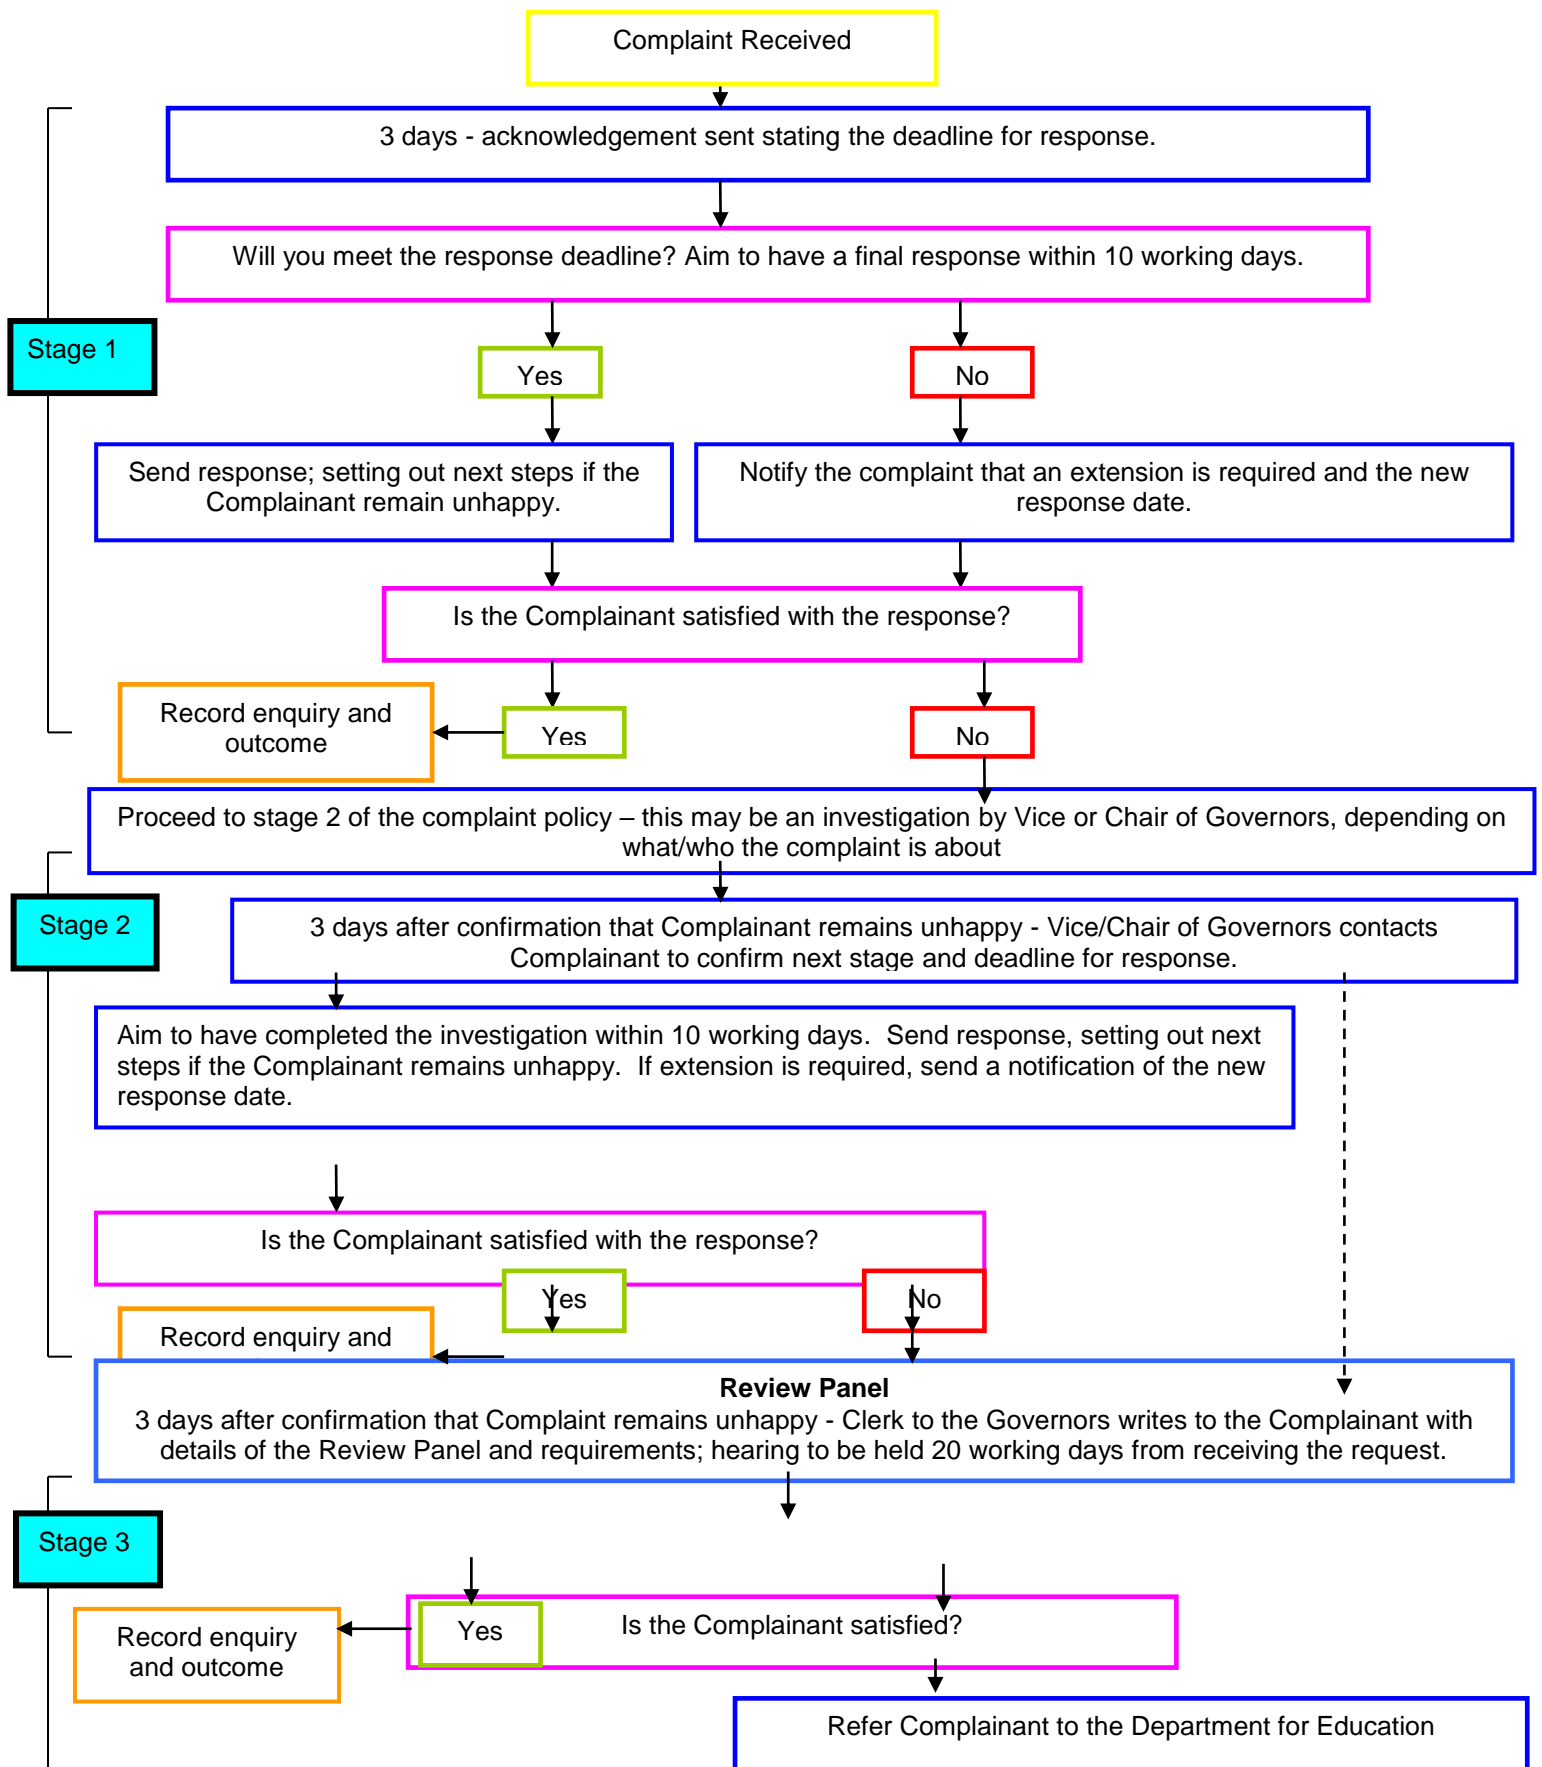 Complaint Received
3 days - acknowledgement sent stating the deadline for response.
Will you meet the response deadline? Aim to have a final response within 10 working days.
Stage 1
Yes
No
Send response; setting out next steps if the
Complainant remain unhappy.
Notify the complaint that an extension is required and the new
response date.
Is the Complainant satisfied with the response?
Record enquiry and
outcome
Yes
No
Proceed to stage 2 of the complaint policy – this may be an investigation by Vice or Chair of Governors, depending on
what/who the complaint is about
Stage 2
3 days after confirmation that Complainant remains unhappy - Vice/Chair of Governors contacts
Complainant to confirm next stage and deadline for response.
Aim to have completed the investigation within 10 working days.  Send response, setting out next
steps if the Complainant remains unhappy.  If extension is required, send a notification of the new
response date.
Is the Complainant satisfied with the response?
Yes
No
Record enquiry and
Review Panel
3 days after confirmation that Complaint remains unhappy - Clerk to the Governors writes to the Complainant with
details of the Review Panel and requirements; hearing to be held 20 working days from receiving the request.
Stage 3
Yes
Is the Complainant satisfied?
Record enquiry
and outcome
Refer Complainant to the Department for Education